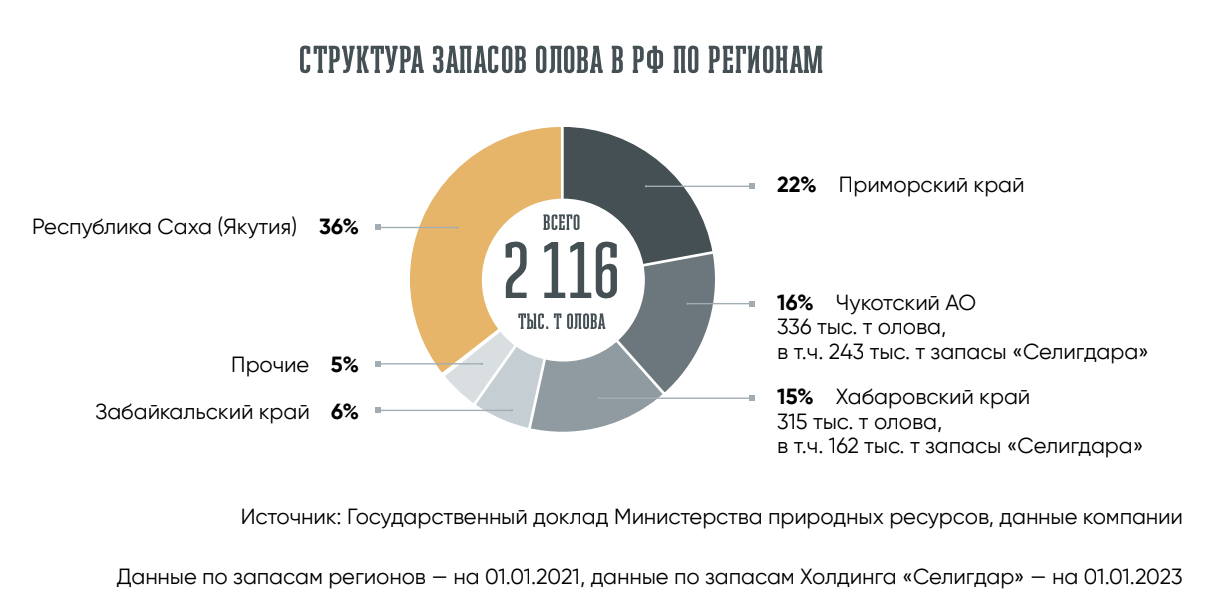 СТРУКТУРА ЗАПАСОВ ОЛОВА В РФ ПО РЕГИОНАМ
22% Приморский край
Республика Саха (Якутия) 36%
ВСЕГО
2 116
ТЫС. Т ОЛОВА
16% Чукотский АО
336 тыс. т олова,
в т.ч. 243 тыс. т запасы «Селигдара»
Прочие 5%
15% Хабаровский край
315 тыс. т олова,
в т.ч. 162 тыс. т запасы «Селигдара»
Забайкальский край 6%
Источник: Государственный доклад Министерства природных ресурсов, данные компании
Данные по запасам регионов — на 01.01.2021, данные по запасам Холдинга «Селигдар» — на 01.01.2023